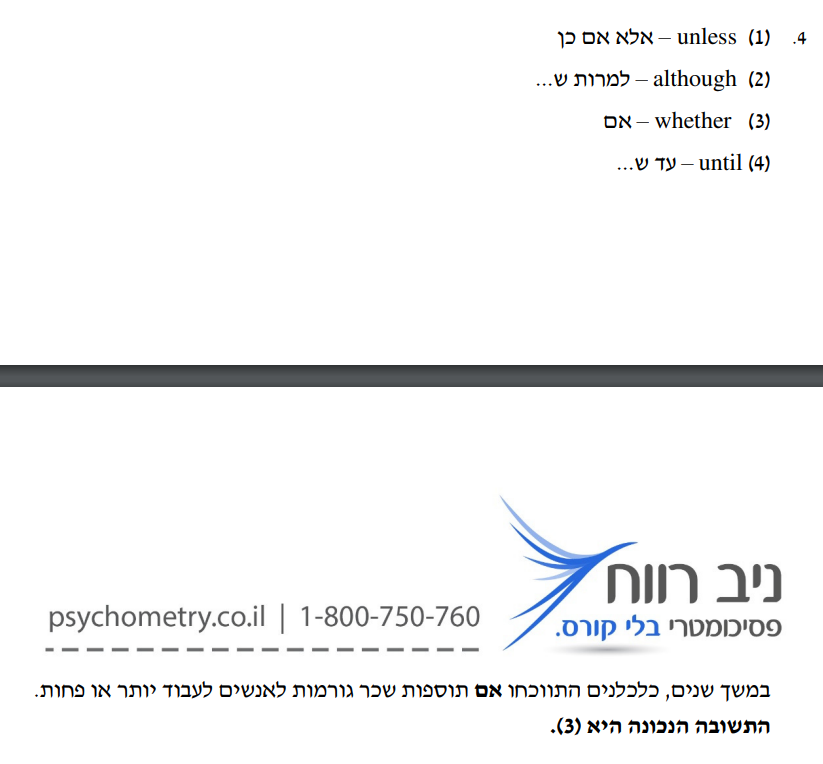 4. (1) unless – אלא אם כן
(2) although – למרות ש...
(3) whether – אם
(4) until – עד ש...
ניב רווח
פסיכומטרי בלי קורס.
psychometry.co.il | 1-800-750-760
במשך שנים, כלכלנים התווכחו אם תוספות שכר גורמות לאנשים לעבוד יותר או פחות.
התשובה הנכונה היא (3).